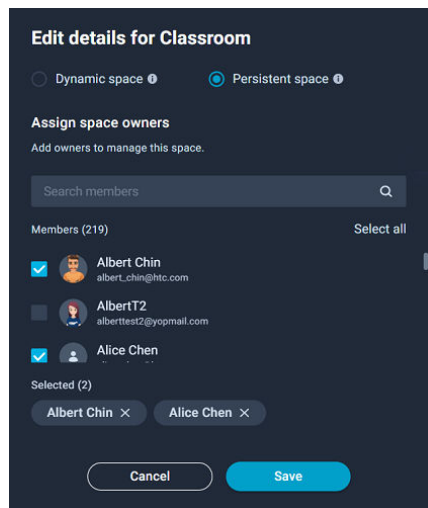 Edit details for Classroom
Dynamic space
Persistent space
Assign space owners
Add owners to manage this space.
Search members
Members (219)
Select all
Albert Chin
albert_chin@htc.com
AlbertT2
alberttest2@yopmail.com
Alice Chen
Selected (2)
Albert Chin ×
Alice Chen ×
Cancel
Save